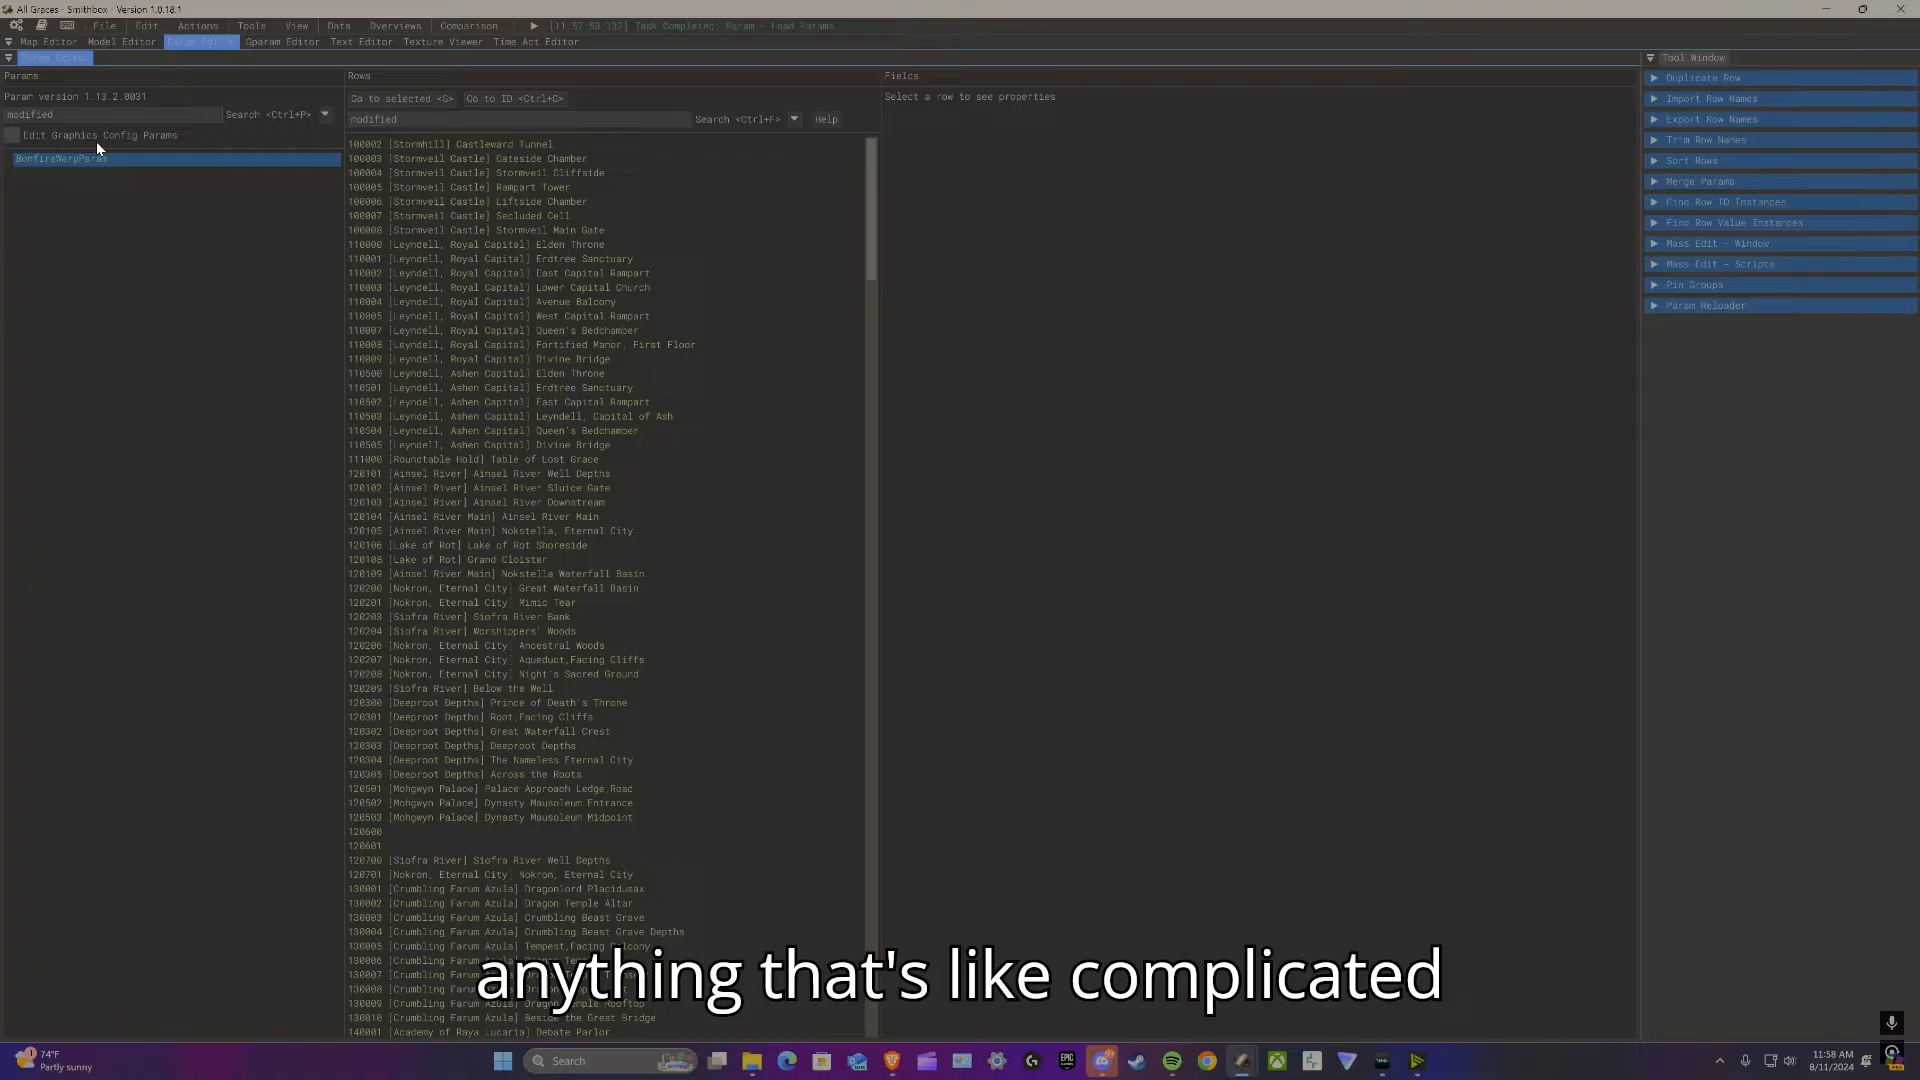 All Graces - Smithbox - Version 1.0.18.1
File Edit Actions Tools View Data Overviews Comparison [11:57:53:132] Task Completed: Param - Load Params
Map Editor Model Editor Param Editor Gparam Editor Text Editor Texture Viewer Time Act Editor
Param Editor
Params
Param version 1.13.2.0031
modified Search <Ctrl+P>
Edit Graphics Config Params
BonfireWarpParam
Rows
Go to selected <G> Go to ID <Ctrl+G>
modified Search <Ctrl+F> Help
100002 [Stormhill] Castleward Tunnel
100003 [Stormveil Castle] Gateside Chamber
100004 [Stormveil Castle] Stormveil Cliffside
100005 [Stormveil Castle] Rampart Tower
100006 [Stormveil Castle] Liftside Chamber
100007 [Stormveil Castle] Secluded Cell
100008 [Stormveil Castle] Stormveil Main Gate
110000 [Leyndell, Royal Capital] Elden Throne
110001 [Leyndell, Royal Capital] Erdtree Sanctuary
110002 [Leyndell, Royal Capital] East Capital Rampart
110003 [Leyndell, Royal Capital] Lower Capital Church
110004 [Leyndell, Royal Capital] Avenue Balcony
110005 [Leyndell, Royal Capital] West Capital Rampart
110007 [Leyndell, Royal Capital] Queen's Bedchamber
110008 [Leyndell, Royal Capital] Fortified Manor, First Floor
110009 [Leyndell, Royal Capital] Divine Bridge
110500 [Leyndell, Ashen Capital] Elden Throne
110501 [Leyndell, Ashen Capital] Erdtree Sanctuary
110502 [Leyndell, Ashen Capital] East Capital Rampart
110503 [Leyndell, Ashen Capital] Leyndell, Capital of Ash
110504 [Leyndell, Ashen Capital] Queen's Bedchamber
110505 [Leyndell, Ashen Capital] Divine Bridge
111000 [Roundtable Hold] Table of Lost Grace
120101 [Ainsel River] Ainsel River Well Depths
120102 [Ainsel River] Ainsel River Sluice Gate
120103 [Ainsel River] Ainsel River Downstream
120104 [Ainsel River Main] Ainsel River Main
120105 [Ainsel River Main] Nokstella, Eternal City
120106 [Lake of Rot] Lake of Rot Shoreside
120108 [Lake of Rot] Grand Cloister
120109 [Ainsel River Main] Nokstella Waterfall Basin
120200 [Nokron, Eternal City] Great Waterfall Basin
120201 [Nokron, Eternal City] Mimic Tear
120203 [Siofra River] Siofra River Bank
120204 [Siofra River] Worshippers' Woods
120206 [Nokron, Eternal City] Ancestral Woods
120207 [Nokron, Eternal City] Aqueduct,Facing Cliffs
120208 [Nokron, Eternal City] Night's Sacred Ground
120209 [Siofra River] Below the Well
120300 [Deeproot Depths] Prince of Death's Throne
120301 [Deeproot Depths] Root,Facing Cliffs
120302 [Deeproot Depths] Great Waterfall Crest
120303 [Deeproot Depths] Deeproot Depths
120304 [Deeproot Depths] The Nameless Eternal City
120305 [Deeproot Depths] Across the Roots
120501 [Mohgwyn Palace] Palace Approach Ledge,Road
120502 [Mohgwyn Palace] Dynasty Mausoleum Entrance
120503 [Mohgwyn Palace] Dynasty Mausoleum Midpoint
120600
120601
120700 [Siofra River] Siofra River Well Depths
120701 [Nokron, Eternal City] Nokron, Eternal City
130001 [Crumbling Farum Azula] Dragonlord Placidusax
130002 [Crumbling Farum Azula] Dragon Temple Altar
130003 [Crumbling Farum Azula] Crumbling Beast Grave
130004 [Crumbling Farum Azula] Crumbling Beast Grave Depths
130005 [Crumbling Farum Azula] Tempest,Facing Balcony
130006 [Crumbling Farum Azula]
130007 [Crumbling Farum Azula]
130008 [Crumbling Farum Azula]
130009 [Crumbling Farum Azula] Dragon Temple Rooftop
130010 [Crumbling Farum Azula] Beside the Great Bridge
140001 [Academy of Raya Lucaria] Debate Parlor
Fields
Select a row to see properties
Tool Window
Duplicate Row
Import Row Names
Export Row Names
Trim Row Names
Sort Rows
Merge Params
Find Row ID Instances
Find Row Value Instances
Mass Edit - Window
Mass Edit - Scripts
Pin Groups
Param Reloader
anything that's like complicated
74°F
Partly sunny
Search
11:58 AM
8/11/2024